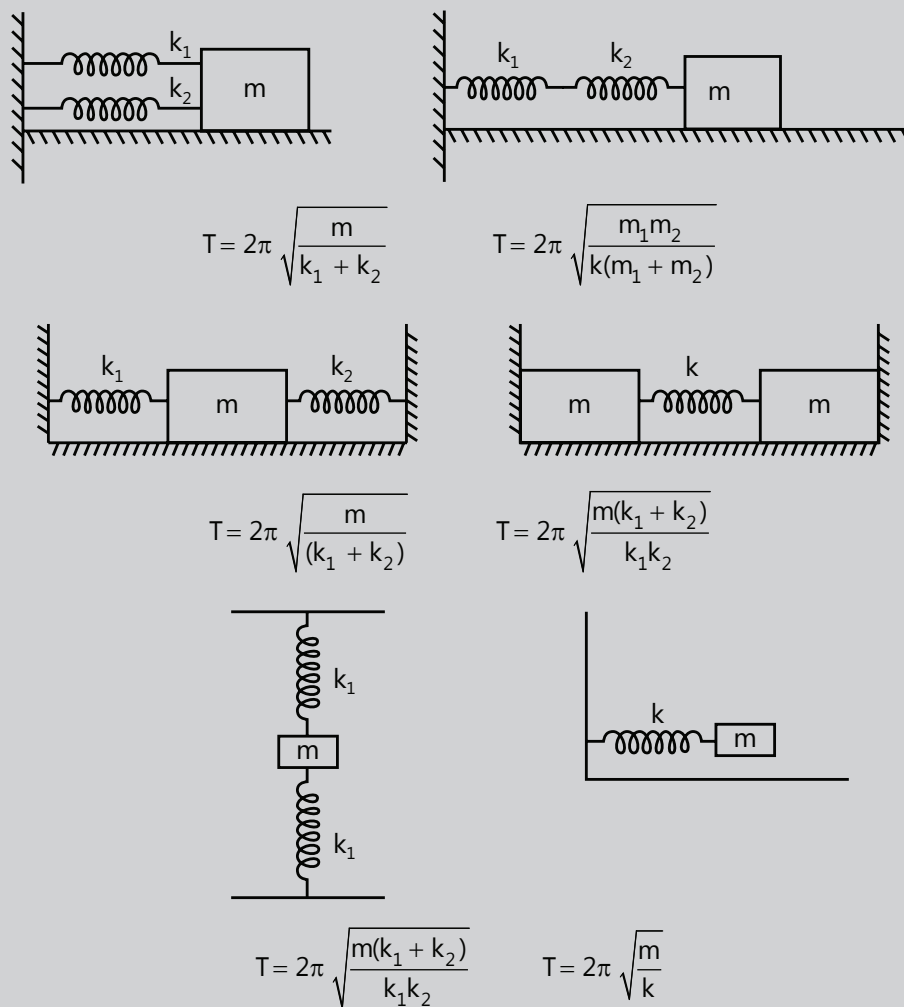 k₁ m k₂ k₁ k₂ m
T = 2π √(m/(k₁ + k₂)) T = 2π √(m₁m₂/(k(m₁ + m₂)))
k₁ m k₂ m k m
T = 2π √(m/((k₁ + k₂))) T = 2π √(m(k₁ + k₂)/(k₁k₂))
k₁
m
k₁
k
m
T = 2π √(m(k₁ + k₂)/(k₁k₂)) T = 2π √(m/k)